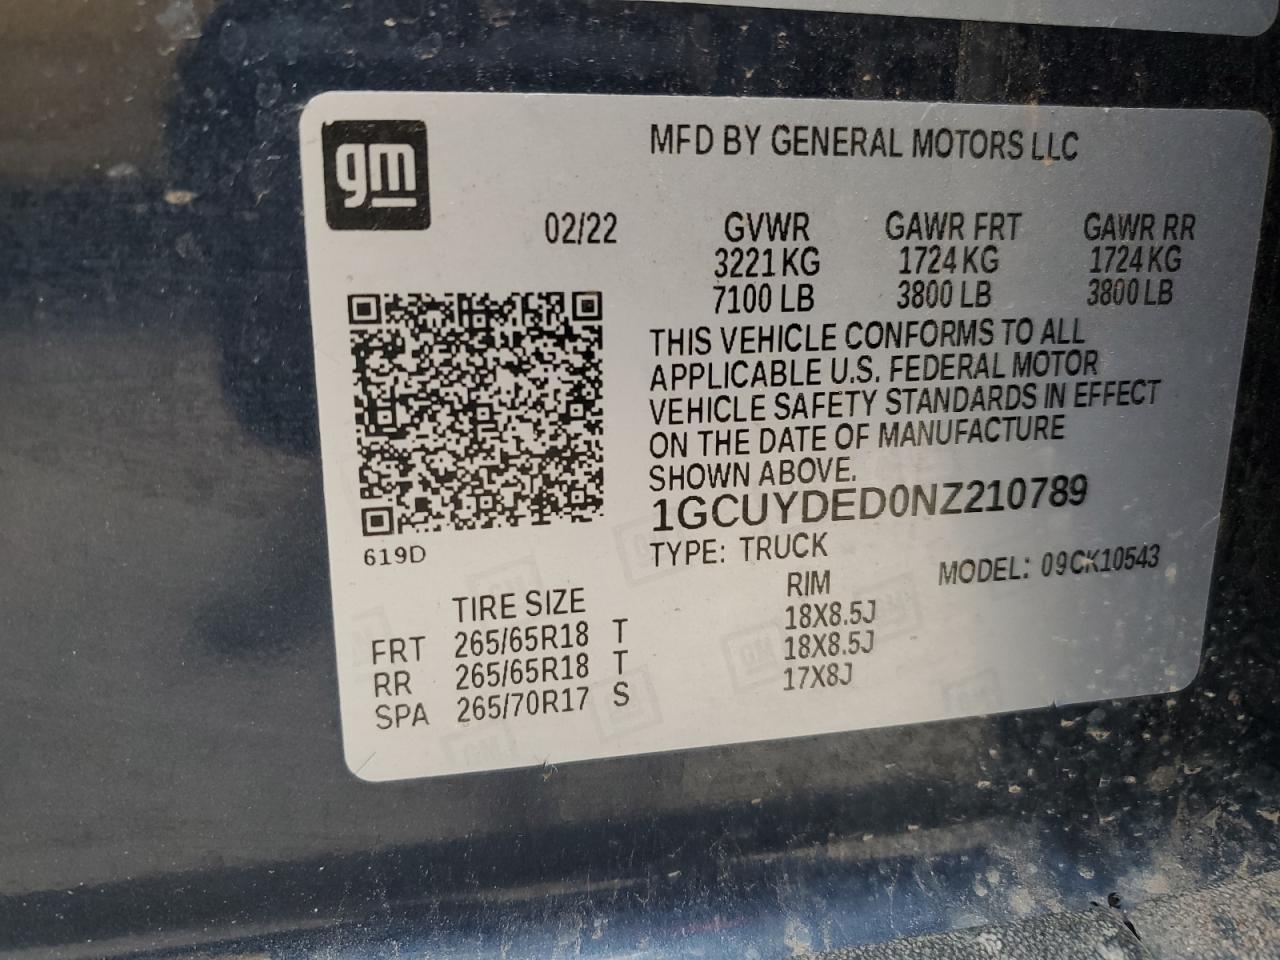 gm
MFD BY GENERAL MOTORS LLC
02/22 GVWR GAWR FRT GAWR RR
3221 KG 1724 KG 1724 KG
7100 LB 3800 LB 3800 LB
THIS VEHICLE CONFORMS TO ALL
APPLICABLE U.S. FEDERAL MOTOR
VEHICLE SAFETY STANDARDS IN EFFECT
ON THE DATE OF MANUFACTURE
SHOWN ABOVE.
1GCUYDED0NZ210789
619D
TYPE: TRUCK MODEL: 09CK10543
TIRE SIZE RIM
FRT 265/65R18 T 18X8.5J
RR 265/65R18 T 18X8.5J
SPA 265/70R17 S 17X8J